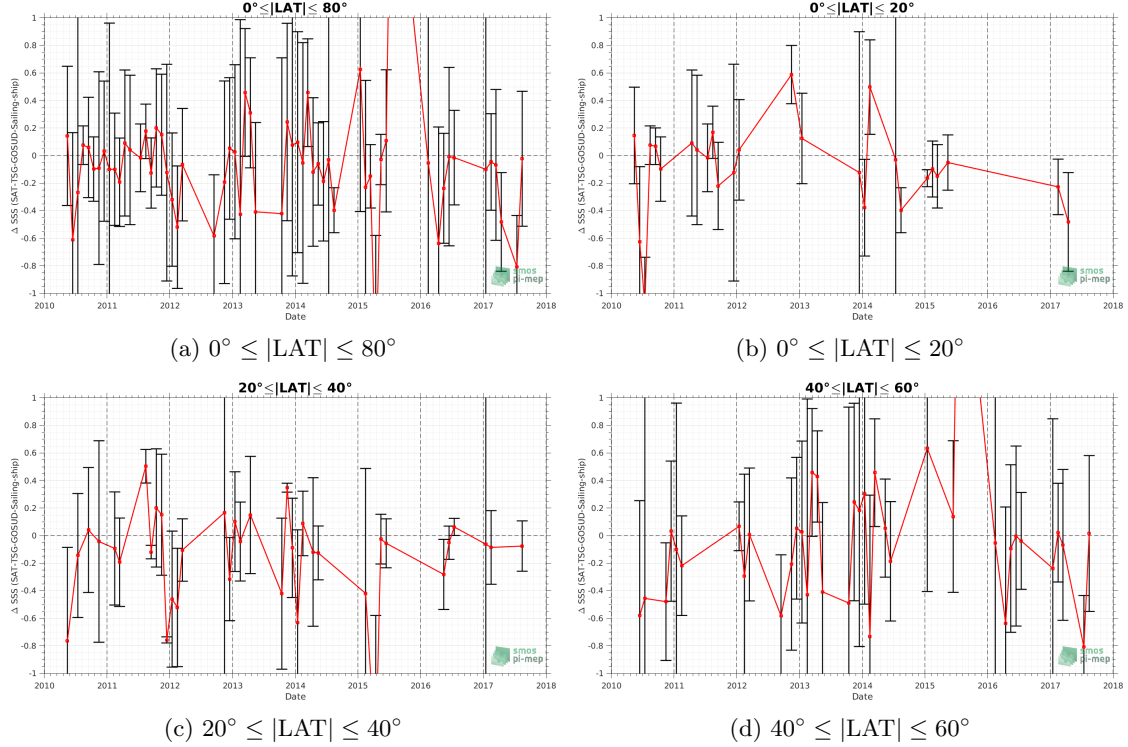 0°≤|LAT|≤ 80°
Δ SSS (SAT-TSG-GOSUD-Sailing-ship)
1
0.8
0.6
0.4
0.2
0
-0.2
-0.4
-0.6
-0.8
-1
2010 2011 2012 2013 2014 2015 2016 2017 2018
Date
smos
pi-mep
(a) 0° ≤ |LAT| ≤ 80°
0°≤|LAT|≤ 20°
Δ SSS (SAT-TSG-GOSUD-Sailing-ship)
1
0.8
0.6
0.4
0.2
0
-0.2
-0.4
-0.6
-0.8
-1
2010 2011 2012 2013 2014 2015 2016 2017 2018
Date
smos
pi-mep
(b) 0° ≤ |LAT| ≤ 20°
20°≤|LAT|≤ 40°
Δ SSS (SAT-TSG-GOSUD-Sailing-ship)
1
0.8
0.6
0.4
0.2
0
-0.2
-0.4
-0.6
-0.8
-1
2010 2011 2012 2013 2014 2015 2016 2017 2018
Date
smos
pi-mep
(c) 20° ≤ |LAT| ≤ 40°
40°≤|LAT|≤ 60°
Δ SSS (SAT-TSG-GOSUD-Sailing-ship)
1
0.8
0.6
0.4
0.2
0
-0.2
-0.4
-0.6
-0.8
-1
2010 2011 2012 2013 2014 2015 2016 2017 2018
Date
smos
pi-mep
(d) 40° ≤ |LAT| ≤ 60°